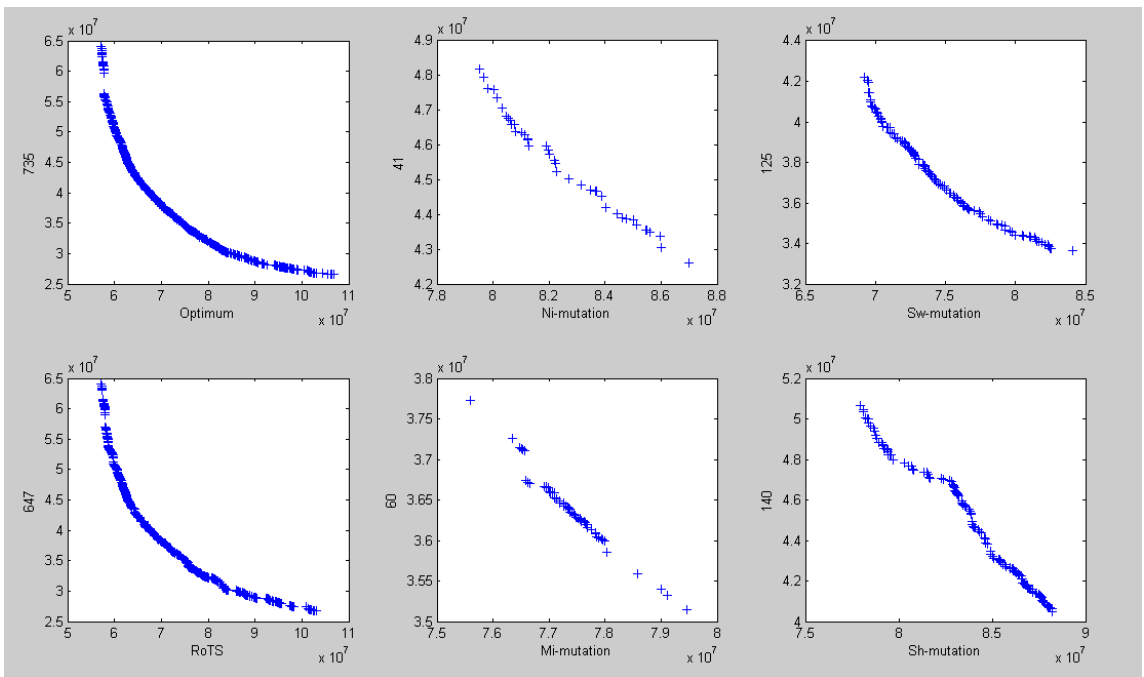 x 10^7
6.5
6
5.5
5
4.5
4
3.5
3
2.5
735
5 6 7 8 9 10 11
Optimum
x 10^7
x 10^7
4.9
4.8
4.7
4.6
4.5
4.4
4.3
4.2
41
7.8 8 8.2 8.4 8.6 8.8
Ni-mutation
x 10^7
x 10^7
4.4
4.2
4
3.8
3.6
3.4
3.2
125
6.5 7 7.5 8 8.5
Sw-mutation
x 10^7
x 10^7
6.5
6
5.5
5
4.5
4
3.5
3
2.5
647
5 6 7 8 9 10 11
RoTS
x 10^7
x 10^7
3.8
3.75
3.7
3.65
3.6
3.55
3.5
60
7.5 7.6 7.7 7.8 7.9 8
Mi-mutation
x 10^7
x 10^7
5.2
5
4.8
4.6
4.4
4.2
4
140
7.5 8 8.5 9
Sh-mutation
x 10^7